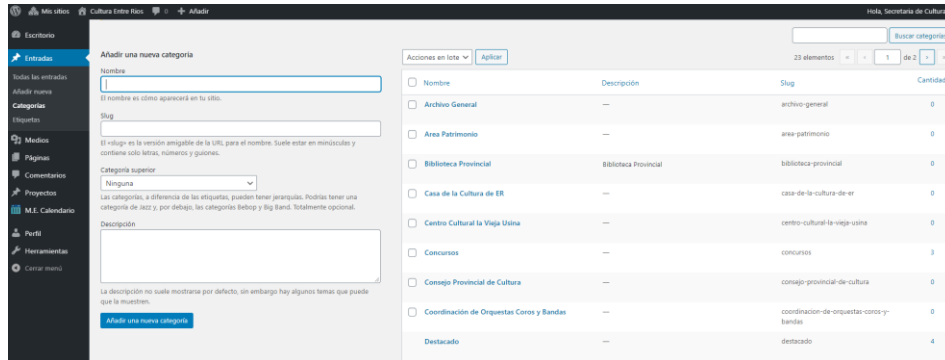 Mis sitios Cultura Entre Rios 0 Añadir
Hola, Secretaria de Cultura
Escritorio
Entradas
Todas las entradas
Añadir nueva
Categorías
Etiquetas
Medios
Páginas
Comentarios
Proyectos
M.E. Calendario
Perfil
Herramientas
Cerrar menú
Añadir una nueva categoría
Nombre
El nombre es cómo aparecerá en tu sitio.
Slug
El «slug» es la versión amigable de la URL para el nombre. Suele estar en minúsculas y
contiene solo letras, números y guiones.
Categoría superior
Ninguna
Las categorías, a diferencia de las etiquetas, pueden tener jerarquías. Podrías tener una
categoría de Jazz y, por debajo, las categorías Bebop y Big Band. Totalmente opcional.
Descripción
La descripción no suele mostrarse por defecto, sin embargo hay algunos temas que puede
que la muestren.
Añadir una nueva categoría
Buscar categorías
Acciones en lote Aplicar
23 elementos « ‹ 1 de 2 ›
Nombre Descripción Slug Cantidad
Archivo General — archivo-general 0
Area Patrimonio — area-patrimonio 0
Biblioteca Provincial Biblioteca Provincial biblioteca-provincial 0
Casa de la Cultura de ER — casa-de-la-cultura-de-er 0
Centro Cultural la Vieja Usina — centro-cultural-la-vieja-usina 0
Concursos — concursos 3
Consejo Provincial de Cultura — consejo-provincial-de-cultura 0
Coordinación de Orquestas Coros y Bandas — coordinacion-de-orquestas-coros-y-
bandas 0
Destacado — destacado 4